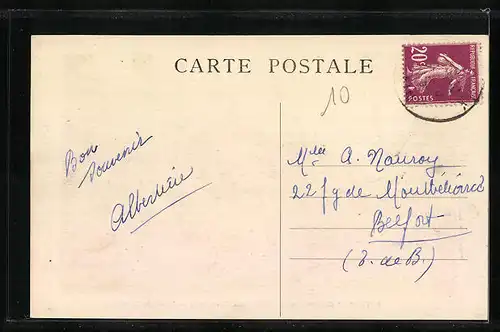 CARTE POSTALE
20c
REPUBLIQUE FRANÇAISE
POSTES
10
Bon
souvenir
Albertine
Mlle A. Nauroy
22 fg de Montbéliard
Belfort
(T. de B.)